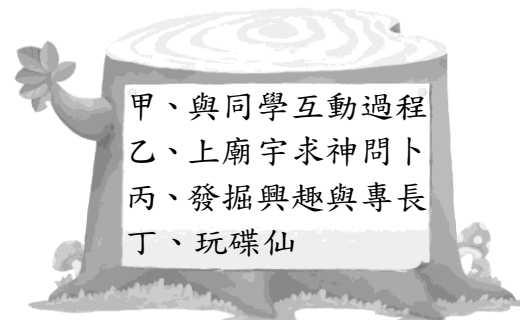 甲、與同學互動過程
乙、上廟宇求神問卜
丙、發掘興趣與專長
丁、玩碟仙